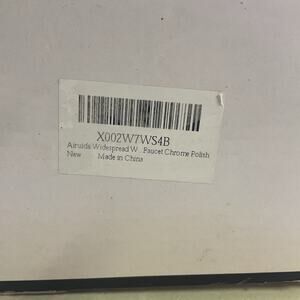 X002W7WS4B
Airuida Widespread W...Faucet Chrome Polish
New Made in China